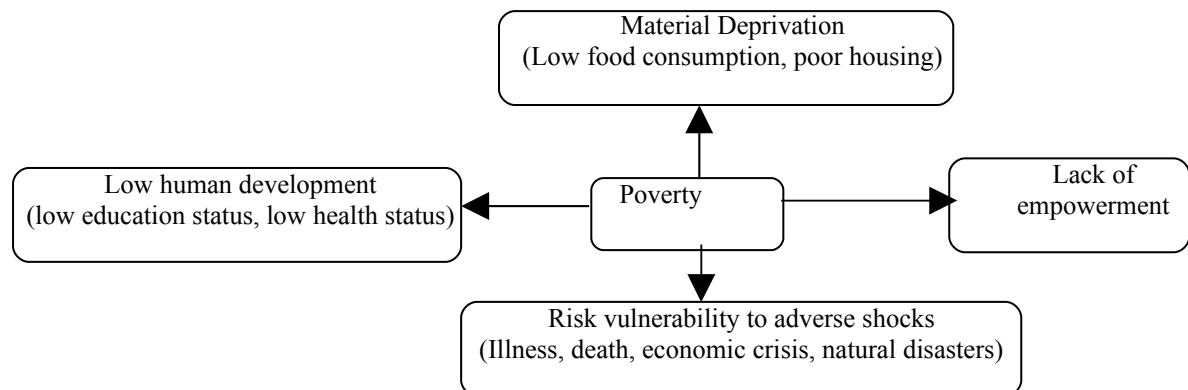 Material Deprivation
(Low food consumption, poor housing)
Low human development
(low education status, low health status)
Poverty
Lack of
empowerment
Risk vulnerability to adverse shocks
(Illness, death, economic crisis, natural disasters)